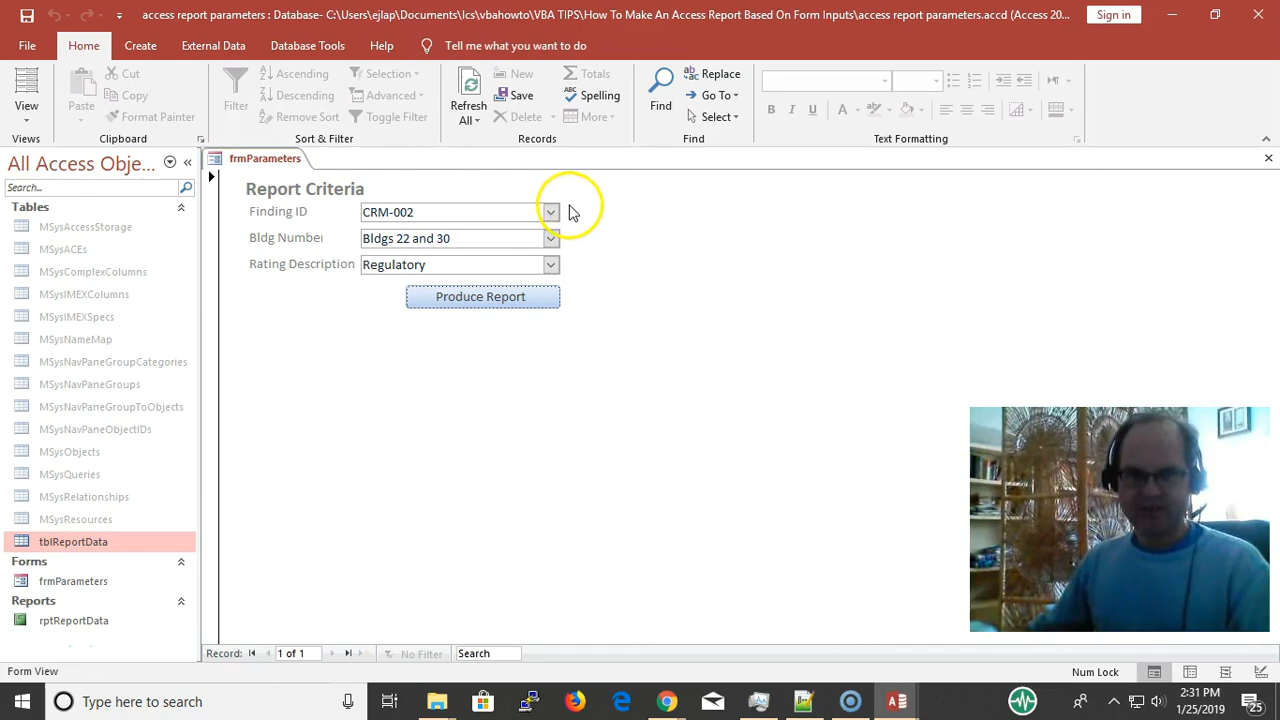 access report parameters : Database- C:\Users\ejlap\Documents\lcs\vbahowto\VBA TIPS\How To Make An Access Report Based On Form Inputs\access report parameters.accd (Access 20...
Sign in
File Home Create External Data Database Tools Help Tell me what you want to do
View
Views
Paste
Cut
Copy
Format Painter
Clipboard
Filter
Ascending
Descending
Remove Sort
Selection
Advanced
Toggle Filter
Sort & Filter
Refresh
All
New
Save
Delete
Totals
Spelling
More
Records
Find
Replace
Go To
Select
Find
B I U A
Text Formatting
All Access Obje...
Search...
Tables
MSysAccessStorage
MSysACEs
MSysComplexColumns
MSysIMEXColumns
MSysIMEXSpecs
MSysNameMap
MSysNavPaneGroupCategories
MSysNavPaneGroups
MSysNavPaneGroupToObjects
MSysNavPaneObjectIDs
MSysObjects
MSysQueries
MSysRelationships
MSysResources
tblReportData
Forms
frmParameters
Reports
rptReportData
frmParameters
Report Criteria
Finding ID CRM-002
Bldg Number Bldgs 22 and 30
Rating Description Regulatory
Produce Report
Record: 1 of 1 No Filter Search
Form View
Num Lock
Type here to search
2:31 PM
1/25/2019
25